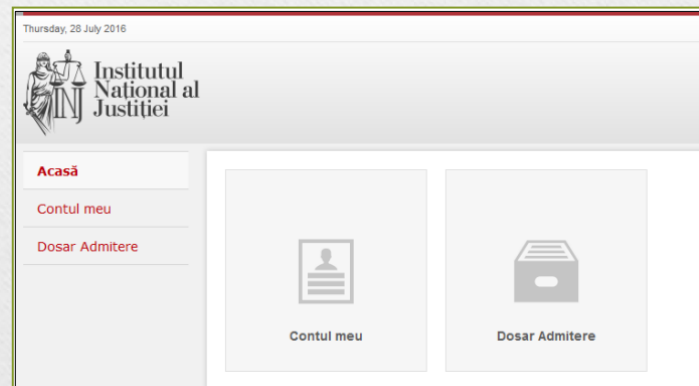 Thursday, 28 July 2016
INJ
Institutul
Național al
Justiției
Acasă
Contul meu
Dosar Admitere
Contul meu
Dosar Admitere